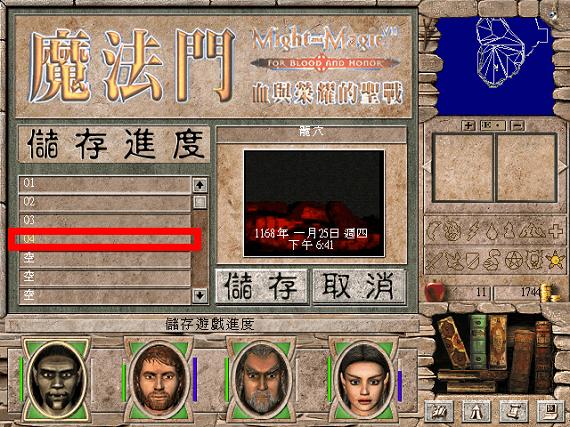 魔法門
Might and Magic VII
FOR BLOOD AND HONOR
血與榮耀的聖戰
儲存進度
龍穴
01
02
03
04
空
空
空
1168年 一月25日 週四
下午 6:41
儲存 取消
儲存遊戲進度
+ E - 
11